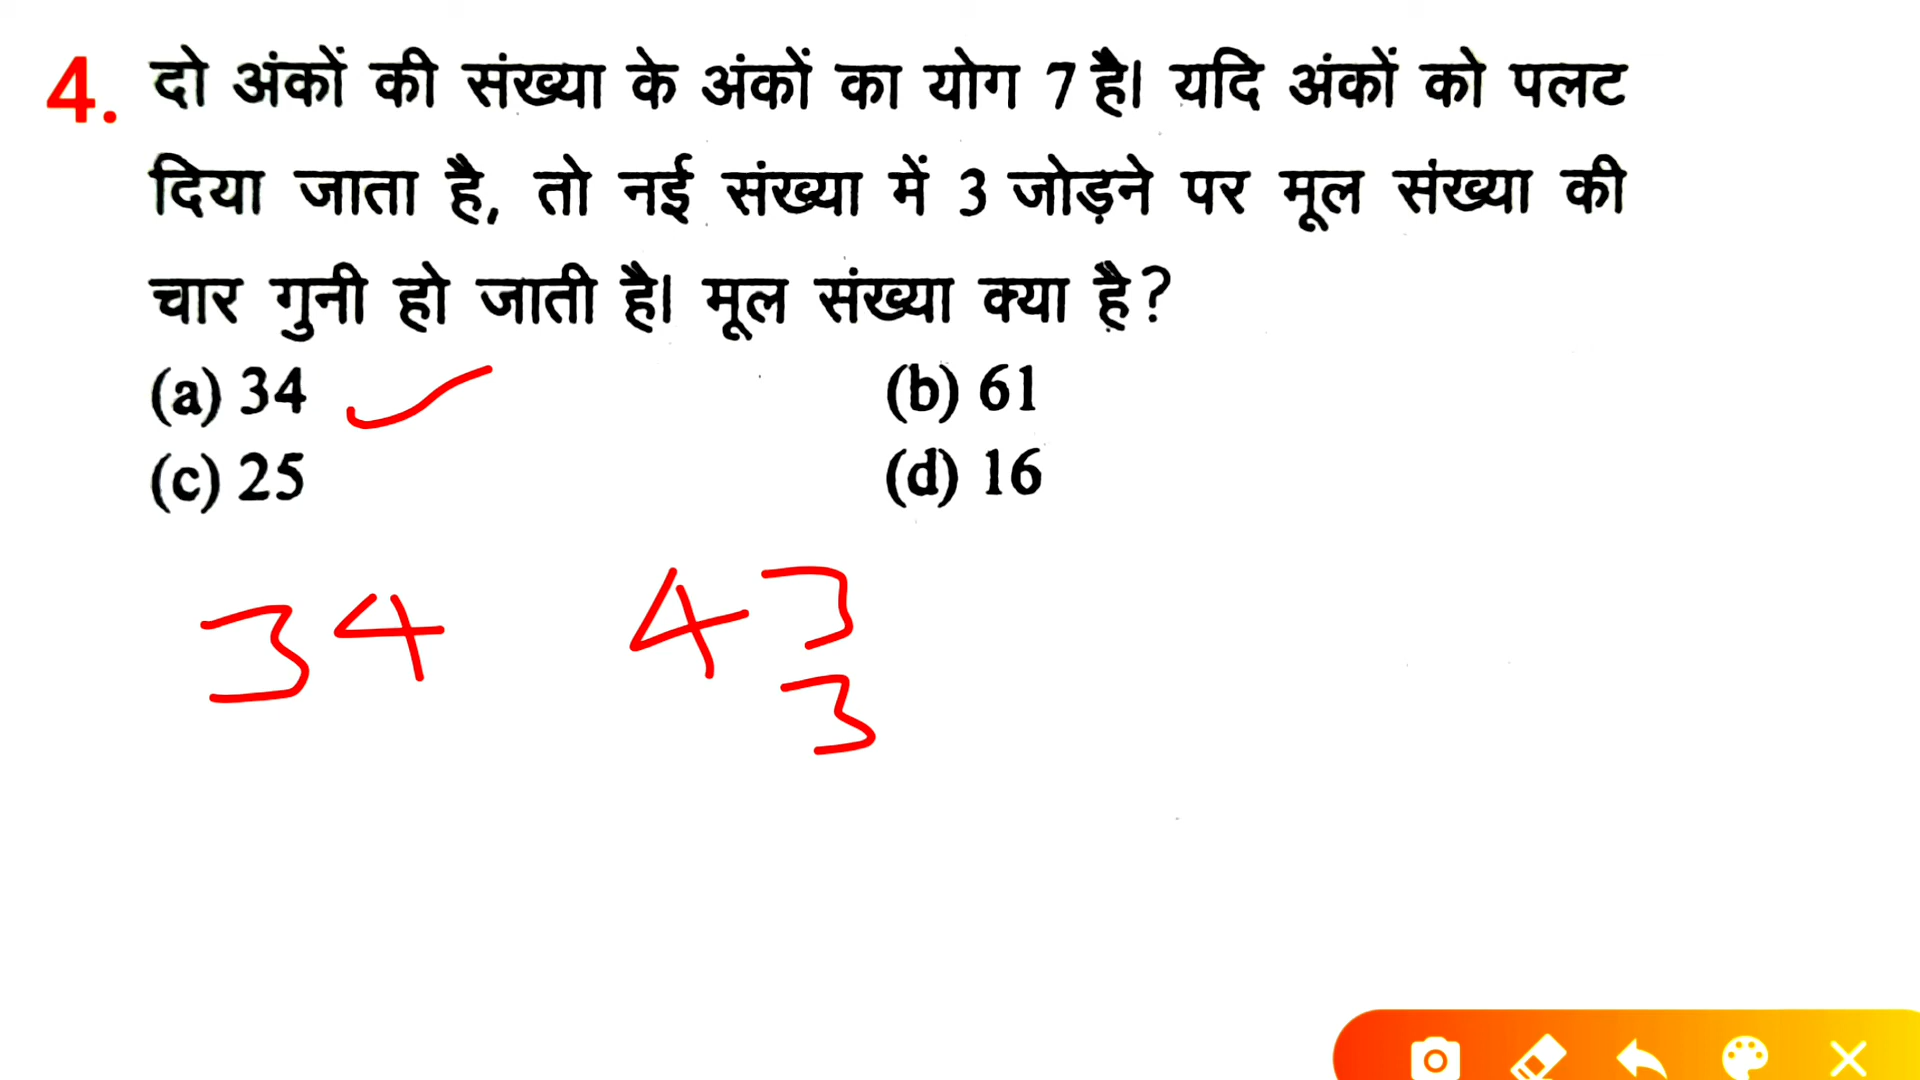 4. दो अंकों की संख्या के अंकों का योग 7 है। यदि अंकों को पलट
दिया जाता है, तो नई संख्या में 3 जोड़ने पर मूल संख्या की
चार गुनी हो जाती है। मूल संख्या क्या है?
(a) 34 (b) 61
(c) 25 (d) 16
34 43
3